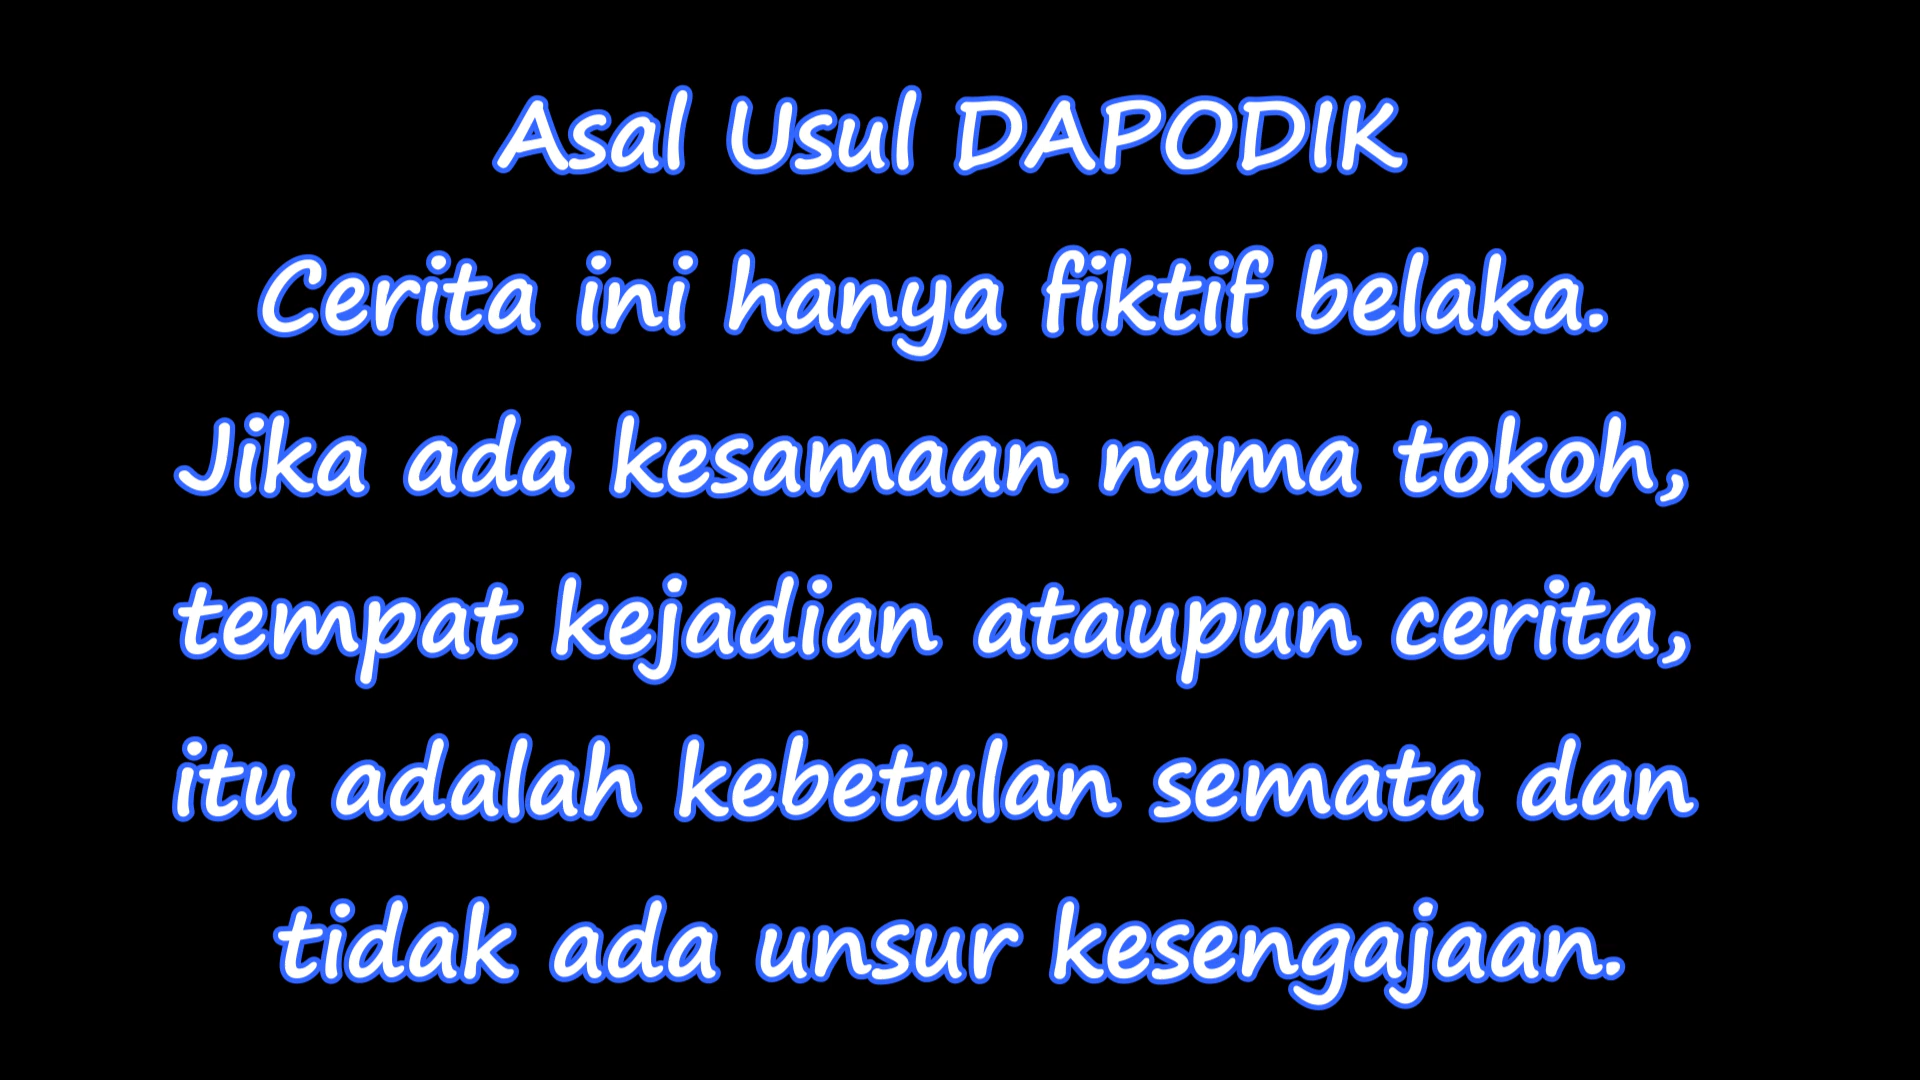 Asal Usul DAPODIK
Cerita ini hanya fiktif belaka.
Jika ada kesamaan nama tokoh,
tempat kejadian ataupun cerita,
itu adalah kebetulan semata dan
tidak ada unsur kesengajaan.